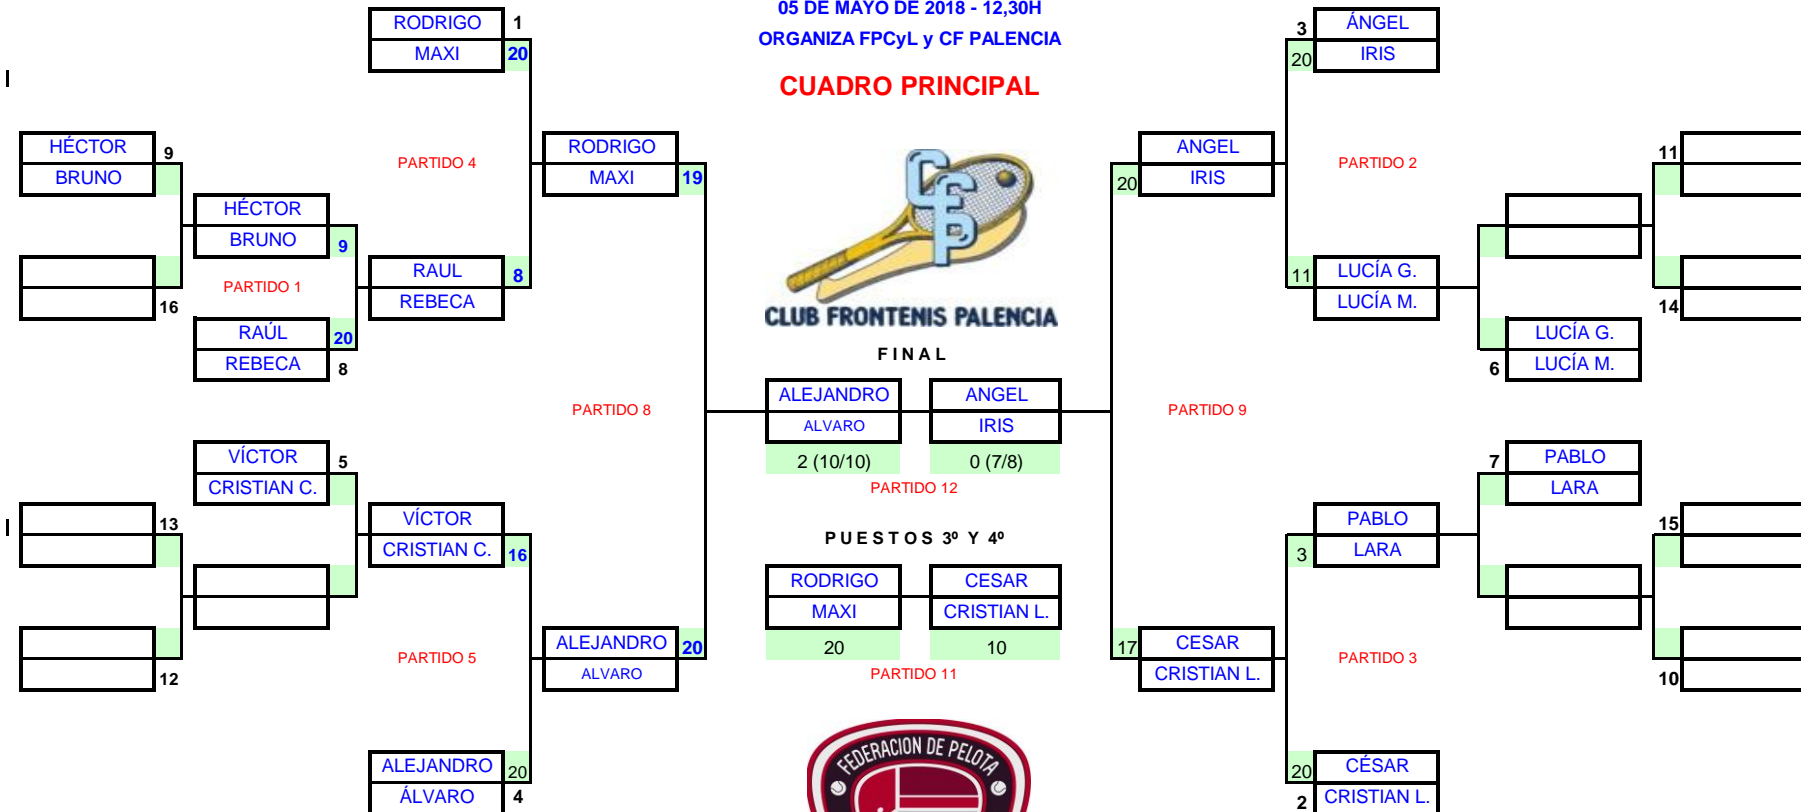 05 DE MAYO DE 2018 - 12,30H
ORGANIZA FPCyL y CF PALENCIA
CUADRO PRINCIPAL
RODRIGO 1
MAXI 20
PARTIDO 4
HÉCTOR 9
BRUNO
HÉCTOR
BRUNO 9
16
PARTIDO 1
RAÚL 20
REBECA 8
RAUL 8
REBECA
RODRIGO
MAXI 19
PARTIDO 8
VÍCTOR 5
CRISTIAN C.
13
12
VÍCTOR
CRISTIAN C. 16
PARTIDO 5
ALEJANDRO 20
ALVARO
ALEJANDRO 20
ÁLVARO 4
CFP
CLUB FRONTENIS PALENCIA
FINAL
ALEJANDRO ANGEL
ALVARO IRIS
2 (10/10) 0 (7/8)
PARTIDO 12
PUESTOS 3º Y 4º
RODRIGO CESAR
MAXI CRISTIAN L.
20 10
PARTIDO 11
FEDERACION DE PELOTA
3 ÁNGEL
20 IRIS
PARTIDO 2
ANGEL
20 IRIS
11
14
11 LUCÍA G.
LUCÍA M.
LUCÍA G.
6 LUCÍA M.
PARTIDO 9
7 PABLO
LARA
PABLO
3 LARA
15
10
17 CESAR
CRISTIAN L.
PARTIDO 3
20 CÉSAR
2 CRISTIAN L.